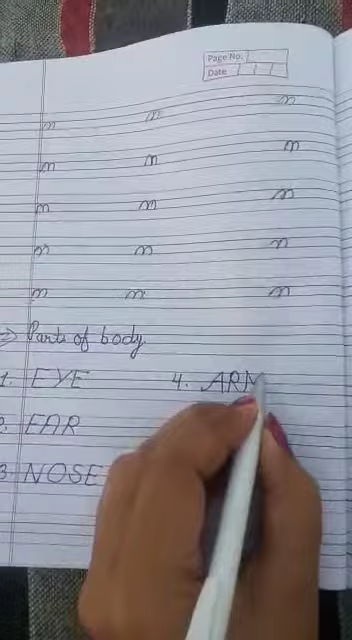 Page No.
Date
m m m
m m m
m m m
m m m
m m m
⇒ Parts of body
1. EYE 4. ARM
2. EAR
3 NOSE